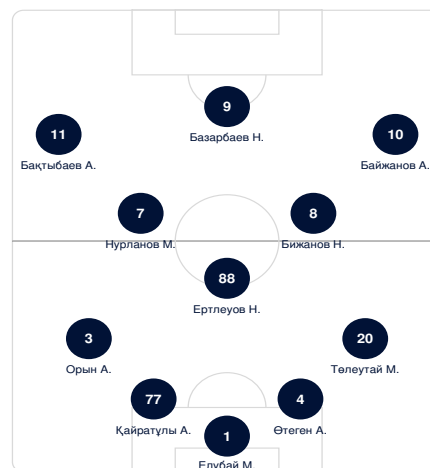 9
Базарбаев Н.
11
Бақтыбаев А.
10
Байжанов А.
7
Нурланов М.
8
Бижанов Н.
88
Ертлеуов Н.
3
Орын А.
20
Төлеутай М.
77
Қайратұлы А.
4
Өтеген А.
1
Елубай М.